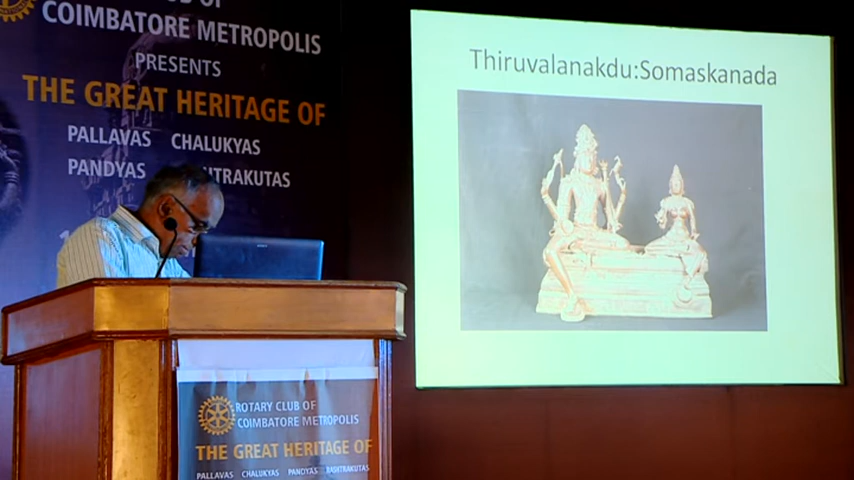 COIMBATORE METROPOLIS
PRESENTS
THE GREAT HERITAGE OF
PALLAVAS CHALUKYAS
PANDYAS
Thiruvalanakdu:Somaskanada
ROTARY CLUB OF
COIMBATORE METROPOLIS
THE GREAT HERITAGE OF
PALLAVAS CHALUKYAS PANDYAS RASHTRAKUTAS